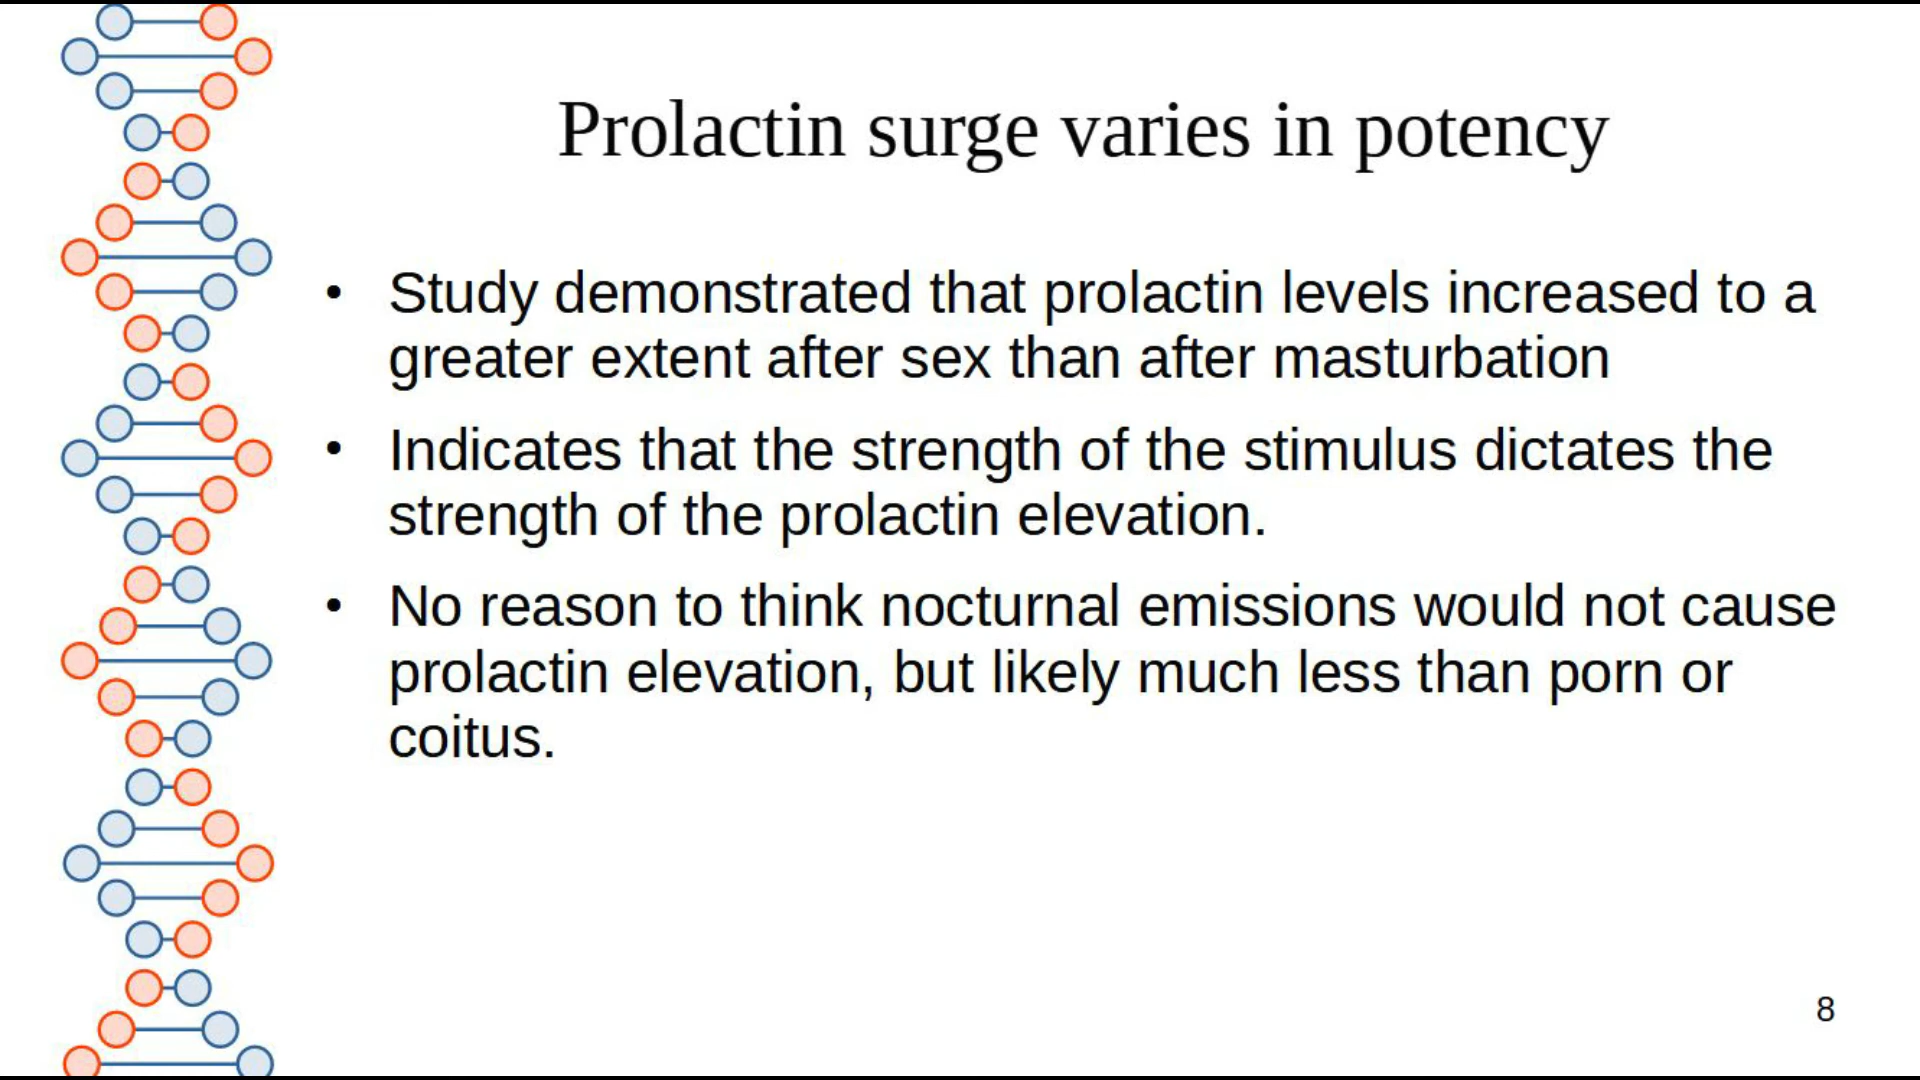 Prolactin surge varies in potency
• Study demonstrated that prolactin levels increased to a
greater extent after sex than after masturbation
• Indicates that the strength of the stimulus dictates the
strength of the prolactin elevation.
• No reason to think nocturnal emissions would not cause
prolactin elevation, but likely much less than porn or
coitus.
8